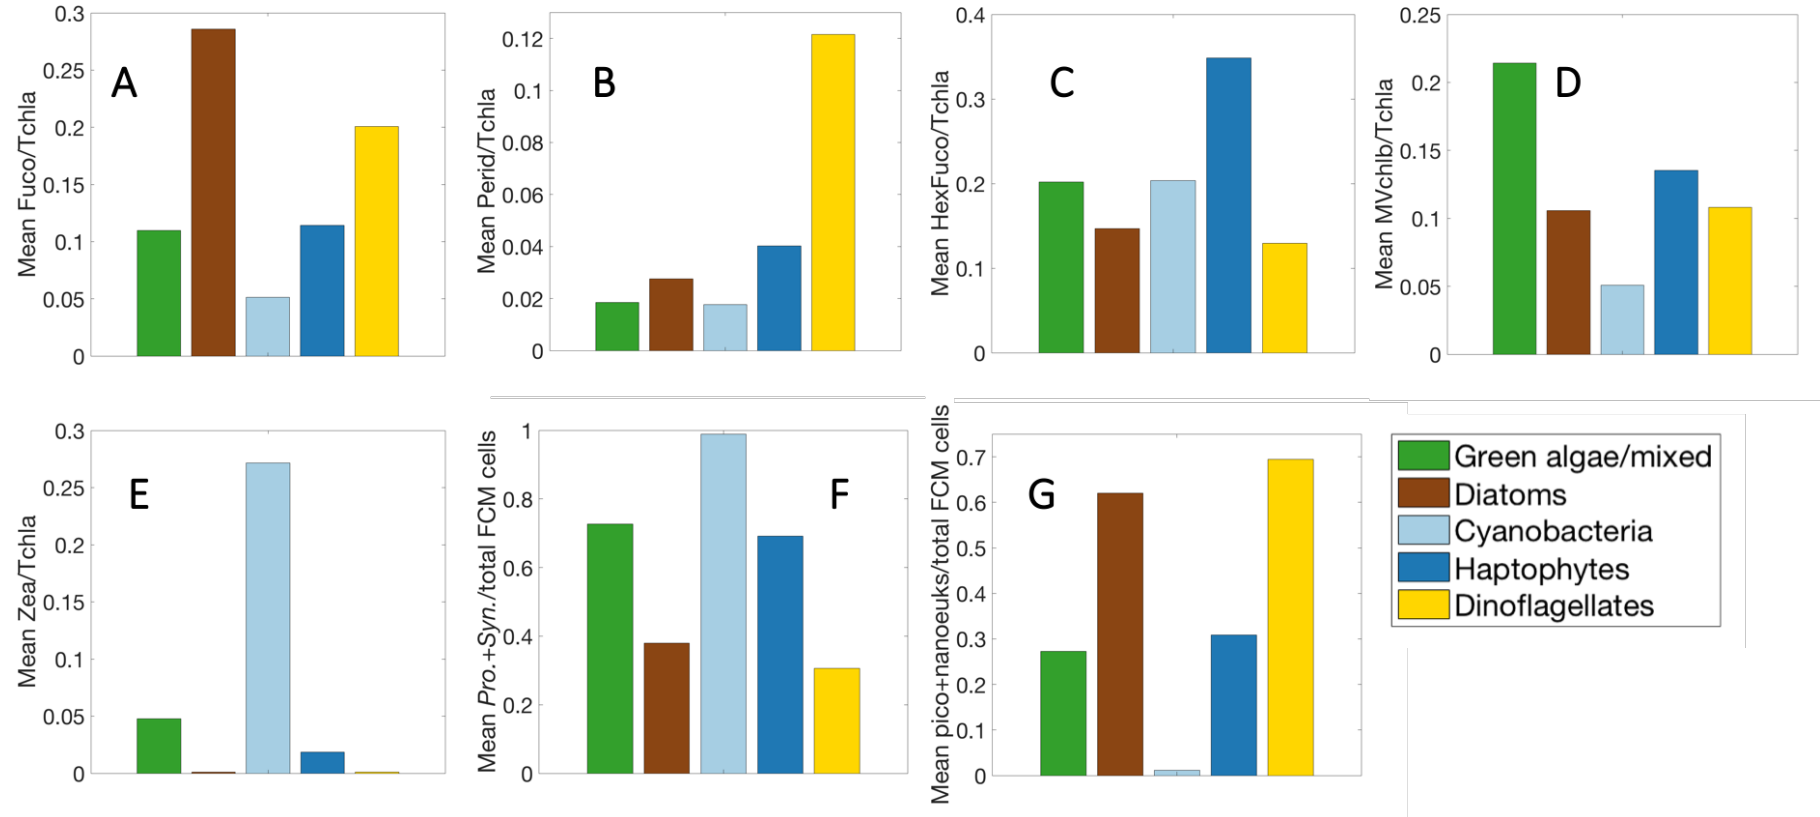 Mean Fuco/Tchla
0.3
0.25
0.2
0.15
0.1
0.05
0
A
Mean Perid/Tchla
0.12
0.1
0.08
0.06
0.04
0.02
0
B
Mean HexFuco/Tchla
0.4
0.3
0.2
0.1
0
C
Mean MVchlb/Tchla
0.25
0.2
0.15
0.1
0.05
0
D
Mean Zea/Tchla
0.3
0.25
0.2
0.15
0.1
0.05
0
E
Mean Pro.+Syn./total FCM cells
1
0.8
0.6
0.4
0.2
0
F
Mean pico+nanoeuks/total FCM cells
0.7
0.6
0.5
0.4
0.3
0.2
0.1
0
G
Green algae/mixed
Diatoms
Cyanobacteria
Haptophytes
Dinoflagellates